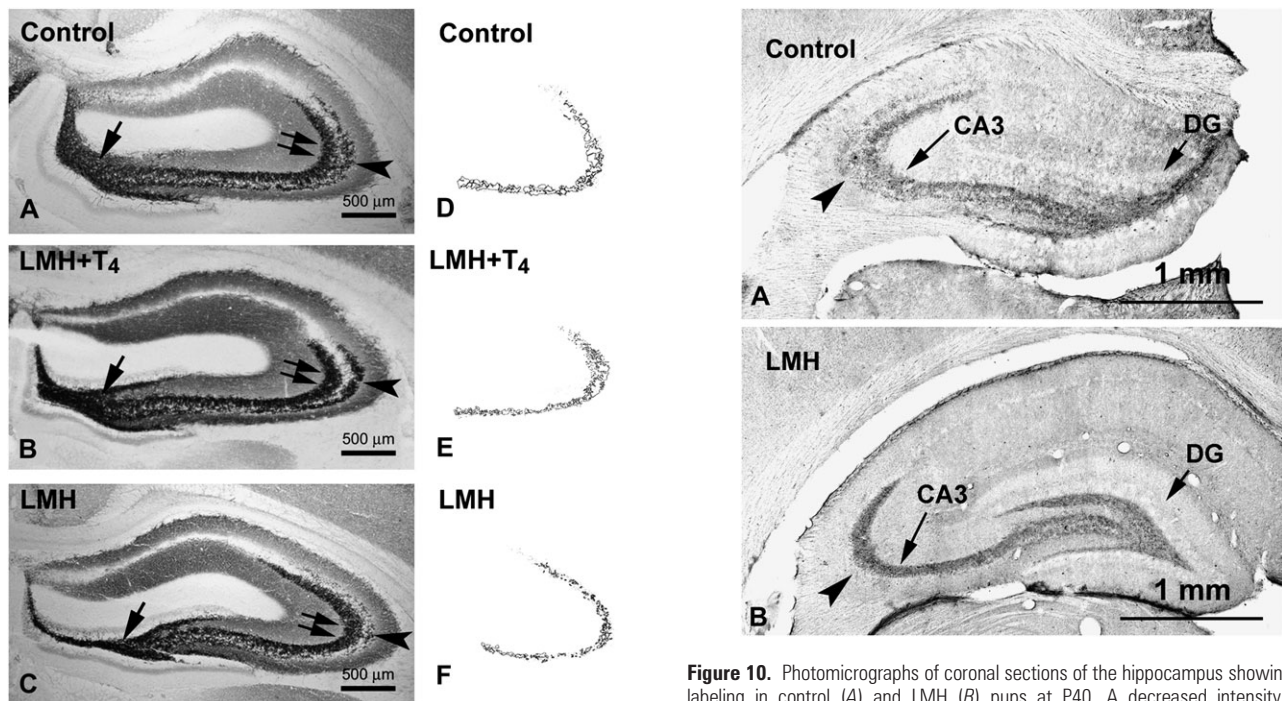 Control
A
500 µm
Control
D
LMH+T4
B
500 µm
LMH+T4
E
LMH
C
500 µm
LMH
F
Control
CA3
DG
A
1 mm
LMH
CA3
DG
B
1 mm
Figure 10. Photomicrographs of coronal sections of the hippocampus showin
labeling in control (A) and LMH (B) pups at P40. A decreased intensity